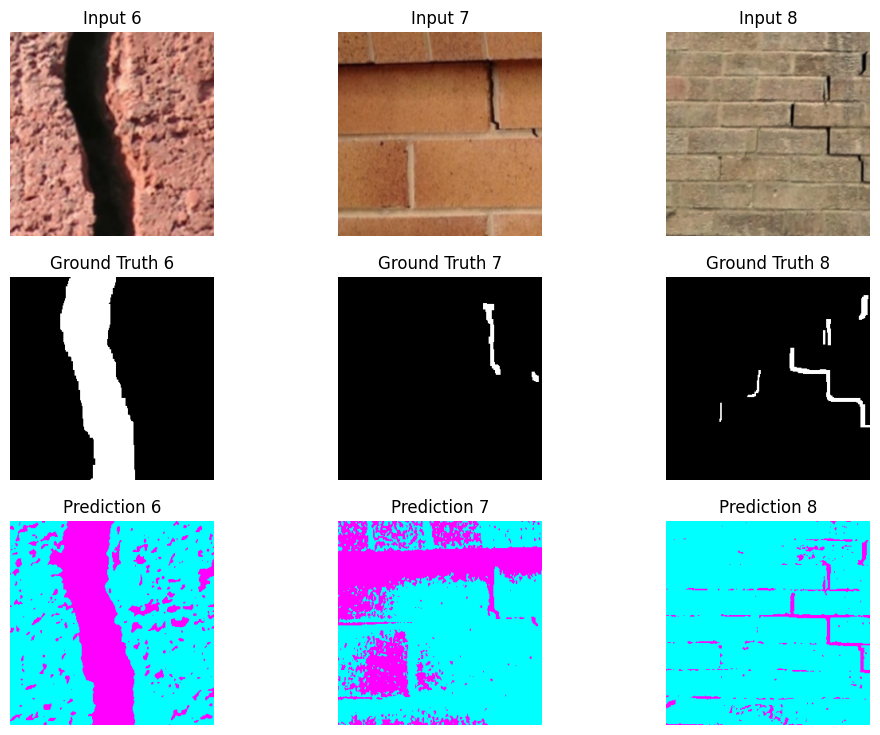 Input 6
Input 7
Input 8
Ground Truth 6
Ground Truth 7
Ground Truth 8
Prediction 6
Prediction 7
Prediction 8